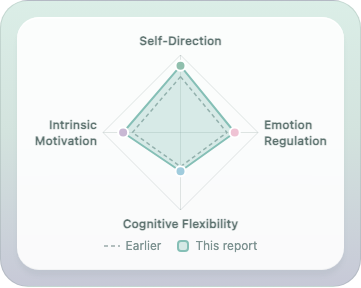 Self-Direction
Intrinsic
Motivation
Emotion
Regulation
Cognitive Flexibility
Earlier
This report